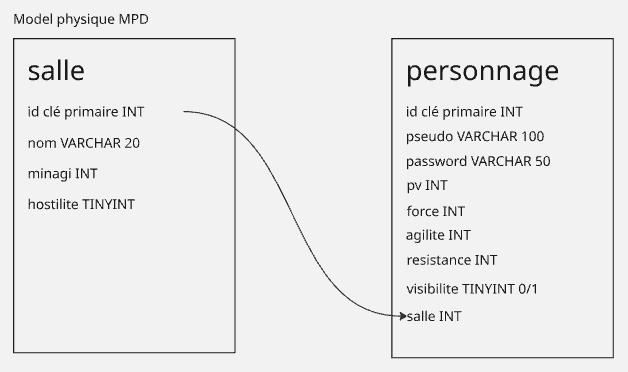 Model physique MPD
salle
id clé primaire INT
nom VARCHAR 20
minagi INT
hostilite TINYINT
personnage
id clé primaire INT
pseudo VARCHAR 100
password VARCHAR 50
pv INT
force INT
agilite INT
resistance INT
visibilite TINYINT 0/1
salle INT